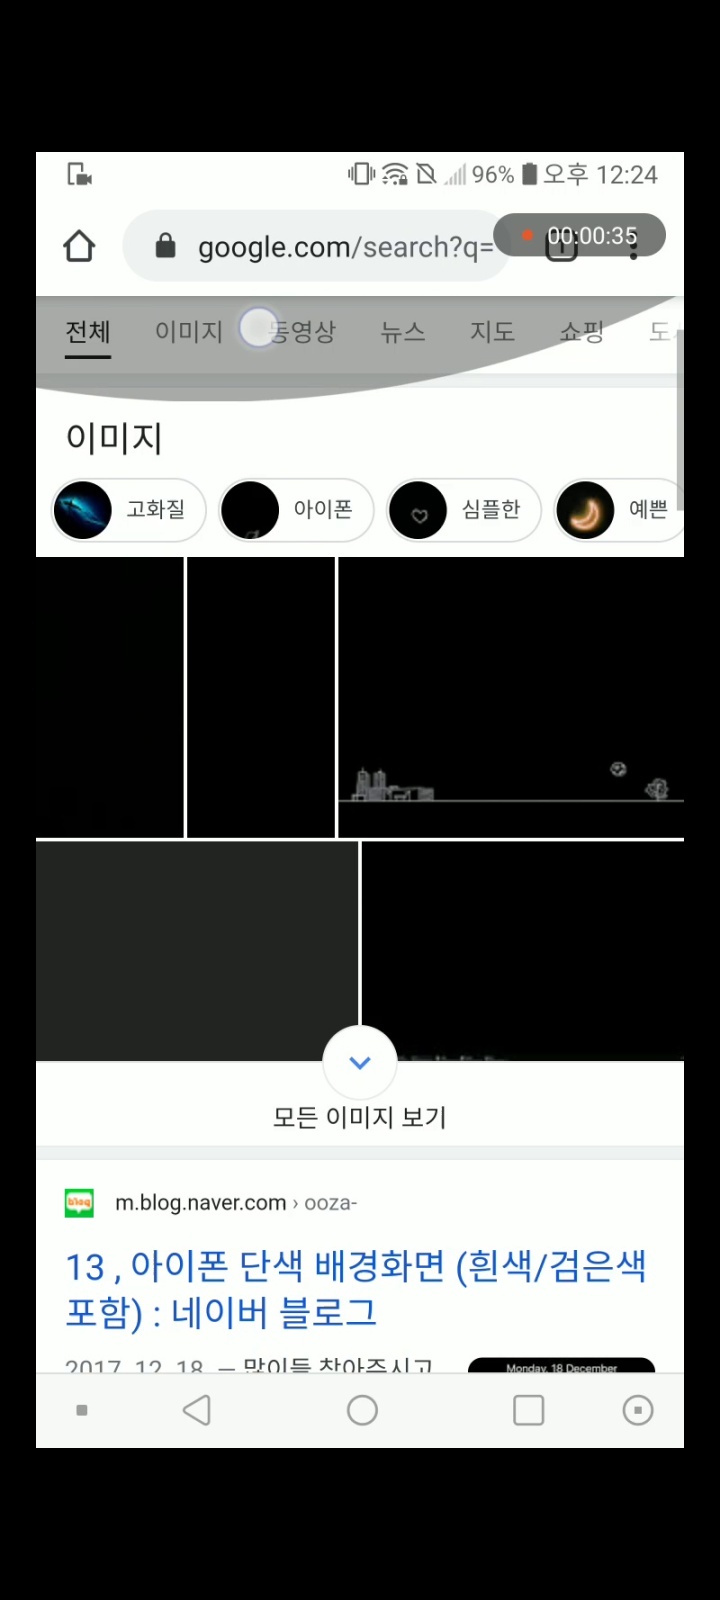 96% 오후 12:24
google.com/search?q=
00:00:35
전체 이미지 동영상 뉴스 지도 쇼핑
이미지
고화질 아이폰 심플한 예쁜
모든 이미지 보기
blog m.blog.naver.com › ooza-
13 , 아이폰 단색 배경화면 (흰색/검은색
포함) : 네이버 블로그
2017. 12. 18. — 많이들 찾아주시고
Monday, 18 December